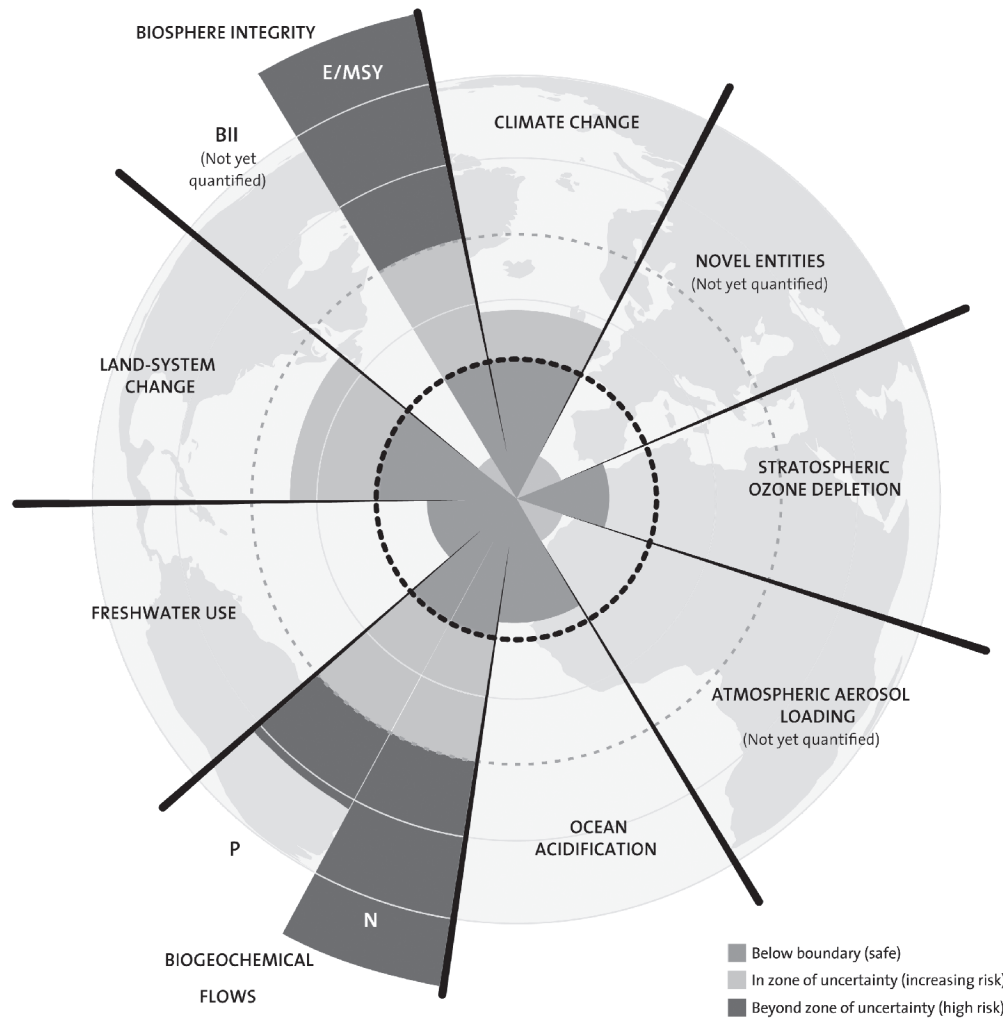 BIOSPHERE INTEGRITY
E/MSY
BII
(Not yet
quantified)
CLIMATE CHANGE
NOVEL ENTITIES
(Not yet quantified)
LAND-SYSTEM
CHANGE
STRATOSPHERIC
OZONE DEPLETION
FRESHWATER USE
ATMOSPHERIC AEROSOL
LOADING
(Not yet quantified)
OCEAN
ACIDIFICATION
P
N
BIOGEOCHEMICAL
FLOWS
Below boundary (safe)
In zone of uncertainty (increasing risk)
Beyond zone of uncertainty (high risk)